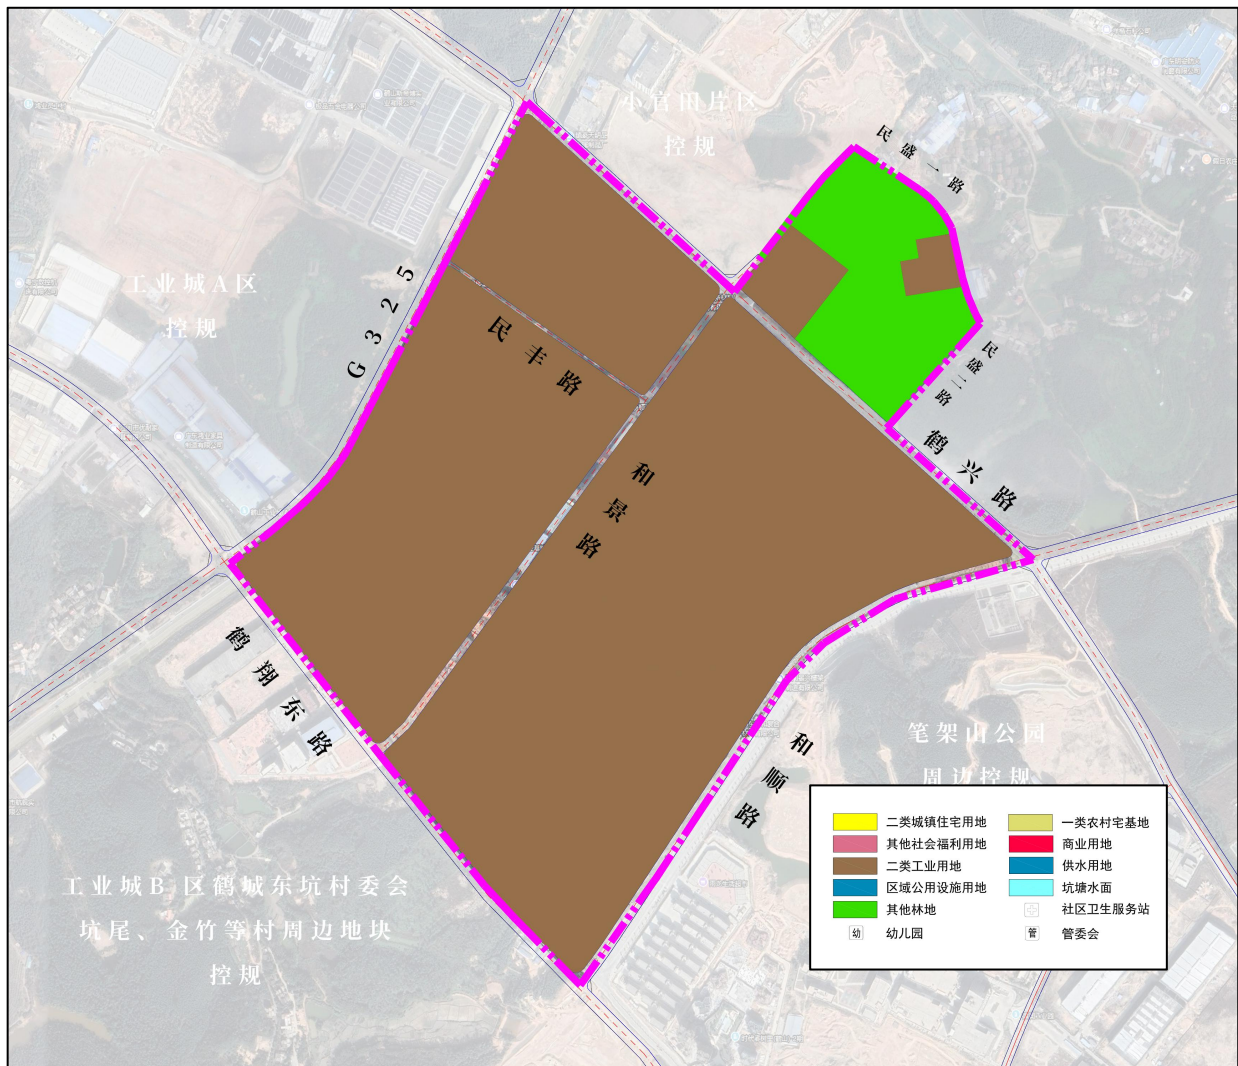 小官田片区
控规
民盛一路
工业城A区
控规
G325
民丰路
民盛二路
和景路
鹤兴路
鹤翔东路
和顺路
笔架山公园
周边控规
工业城B 区鹤城东坑村委会
坑尾、金竹等村周边地块
控规
二类城镇住宅用地
一类农村宅基地
其他社会福利用地
商业用地
二类工业用地
供水用地
区域公用设施用地
坑塘水面
其他林地
社区卫生服务站
幼 幼儿园
管 管委会